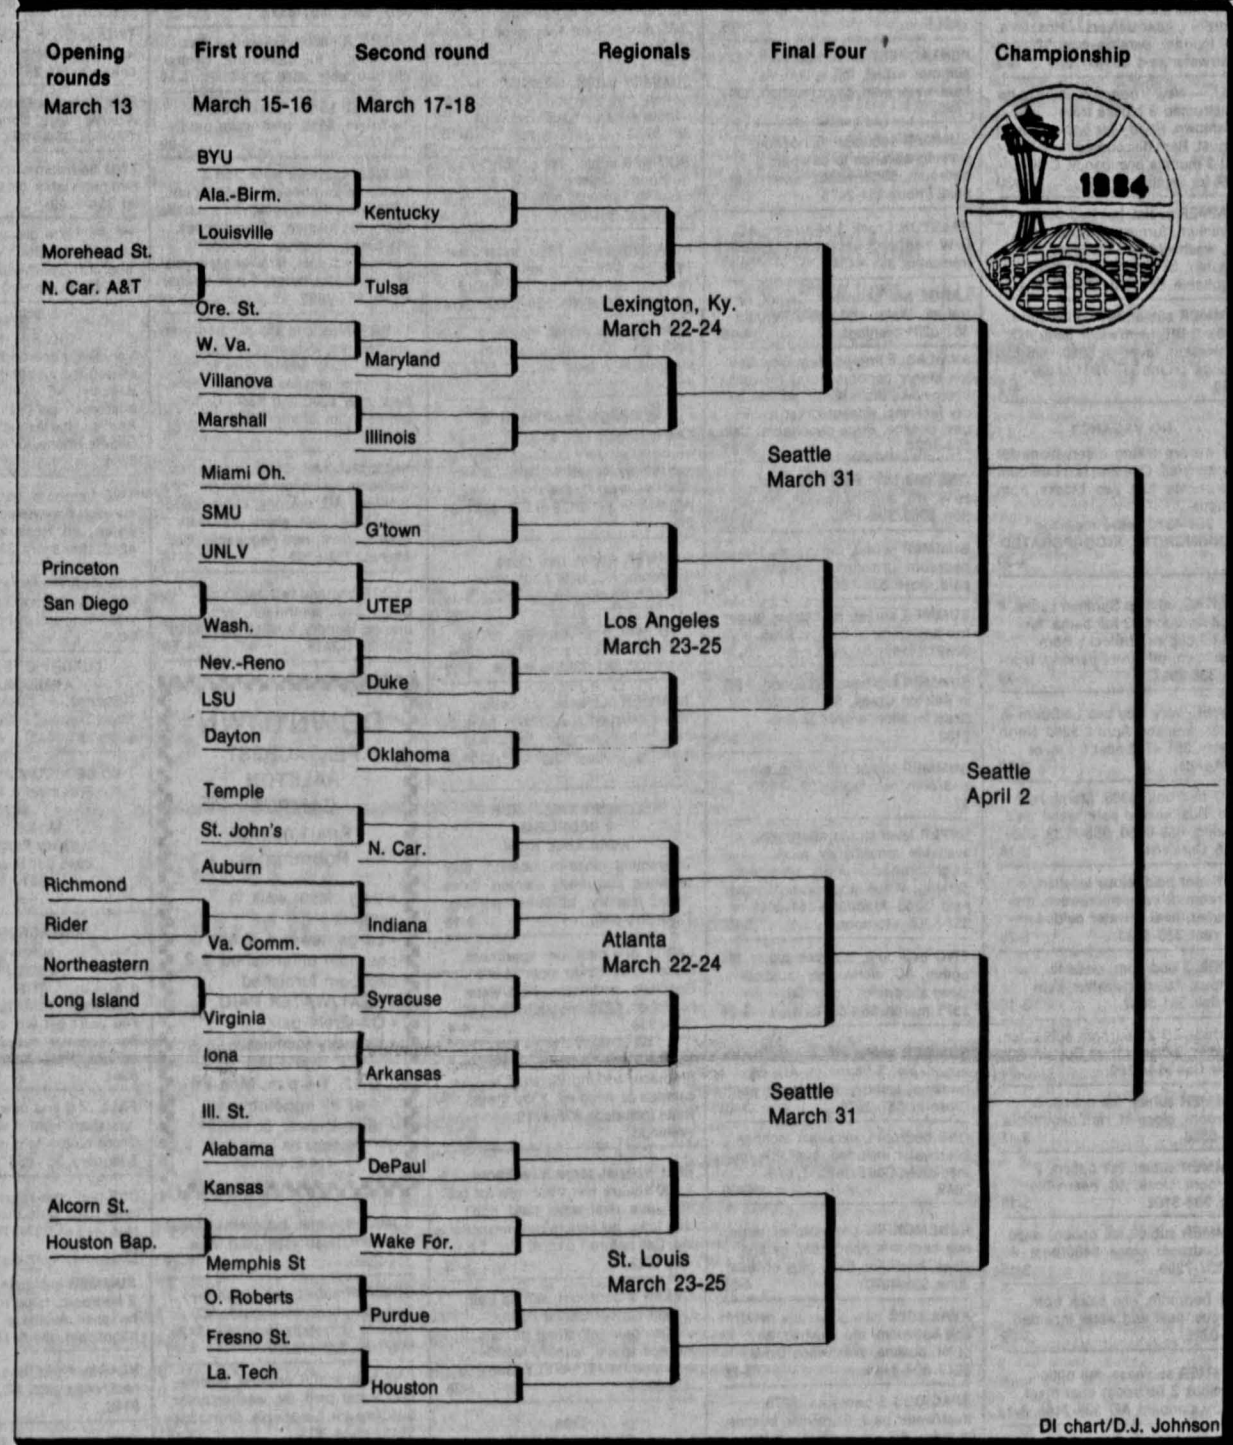 Opening
rounds
March 13
First round
March 15-16
Second round
March 17-18
Regionals
Final Four
Championship
1984
BYU
Ala.-Birm.
Kentucky
Louisville
Morehead St.
N. Car. A&T
Tulsa
Ore. St.
W. Va.
Maryland
Villanova
Marshall
Illinois
Lexington, Ky.
March 22-24
Seattle
March 31
Miami Oh.
SMU
G'town
UNLV
Princeton
San Diego
UTEP
Wash.
Nev.-Reno
Duke
LSU
Dayton
Oklahoma
Los Angeles
March 23-25
Seattle
April 2
Temple
St. John's
N. Car.
Auburn
Richmond
Rider
Indiana
Va. Comm.
Northeastern
Long Island
Syracuse
Virginia
Iona
Arkansas
Atlanta
March 22-24
Seattle
March 31
Ill. St.
Alabama
DePaul
Kansas
Alcorn St.
Houston Bap.
Wake For.
Memphis St
O. Roberts
Purdue
Fresno St.
La. Tech
Houston
St. Louis
March 23-25
DI chart/D.J. Johnson